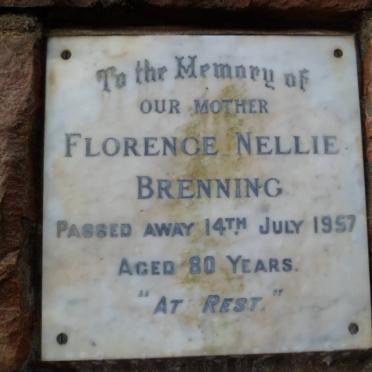 To the Memory of
OUR MOTHER
FLORENCE NELLIE
BRENNING
PASSED AWAY 14TH JULY 1957
AGED 80 YEARS.
"AT REST."